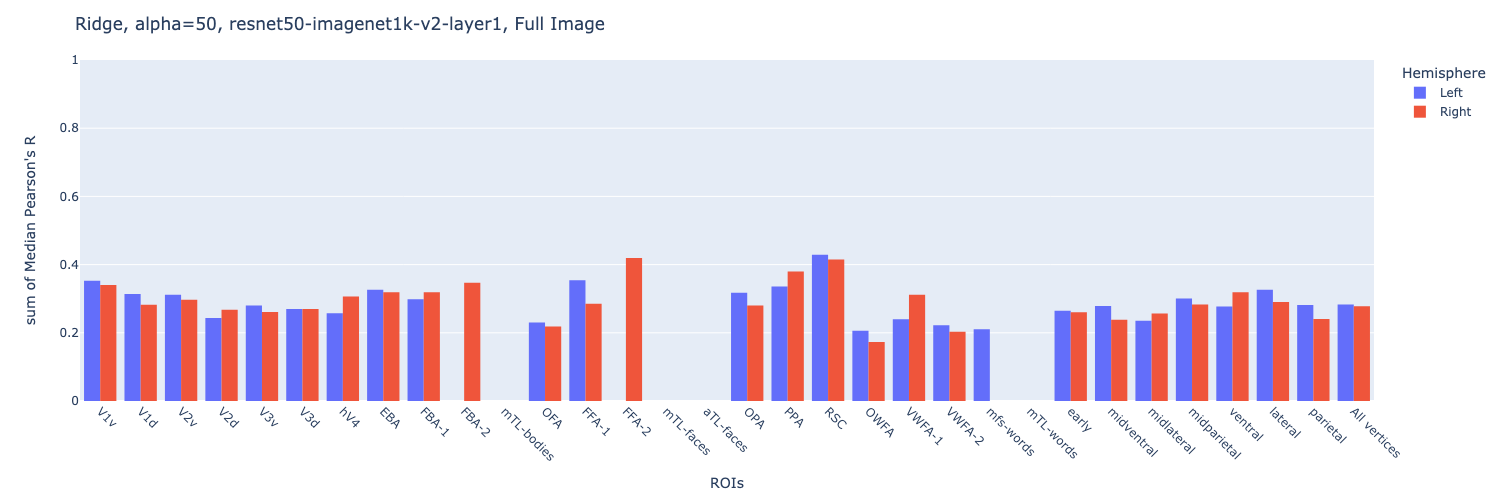 Ridge, alpha=50, resnet50-imagenet1k-v2-layer1, Full Image
Hemisphere
Left
Right
sum of Median Pearson's R
1
0.8
0.6
0.4
0.2
0
V1v
V1d
V2v
V2d
V3v
V3d
hV4
EBA
FBA-1
FBA-2
mTL-bodies
OFA
FFA-1
FFA-2
mTL-faces
aTL-faces
OPA
PPA
RSC
OWFA
VWFA-1
VWFA-2
mfs-words
mTL-words
early
midventral
midlateral
midparietal
ventral
lateral
parietal
All vertices
ROIs